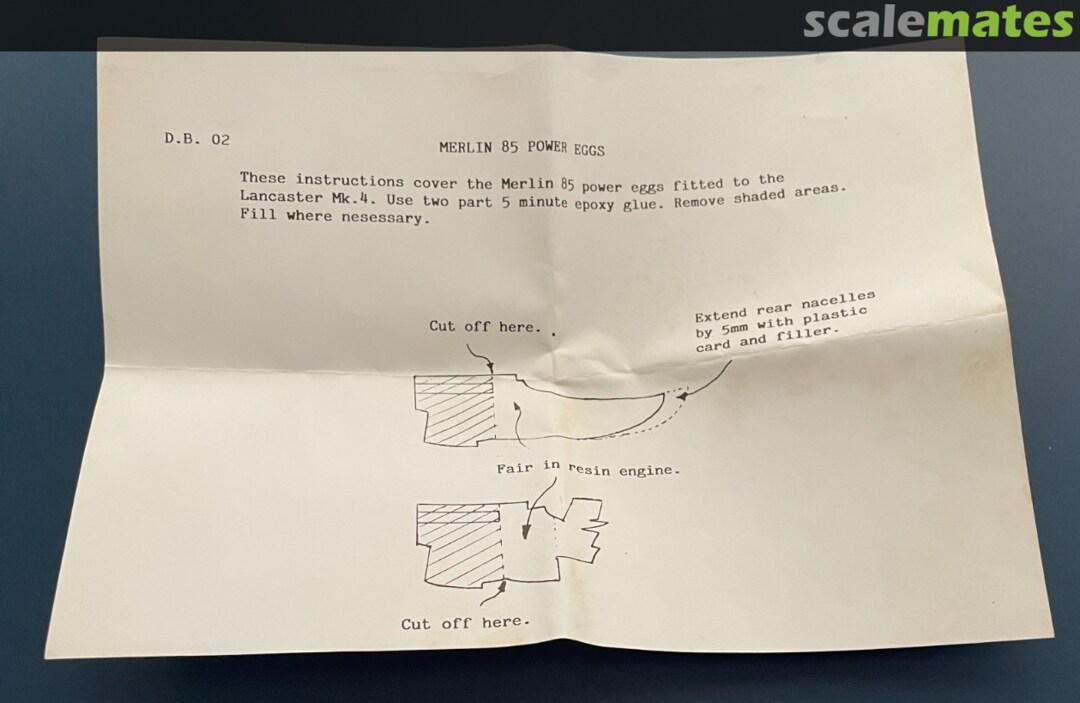 scalemates
D.B. 02
MERLIN 85 POWER EGGS
These instructions cover the Merlin 85 power eggs fitted to the
Lancaster Mk.4. Use two part 5 minute epoxy glue. Remove shaded areas.
Fill where nesessary.
Extend rear nacelles
by 5mm with plastic
card and filler.
Cut off here.
Fair in resin engine.
Cut off here.